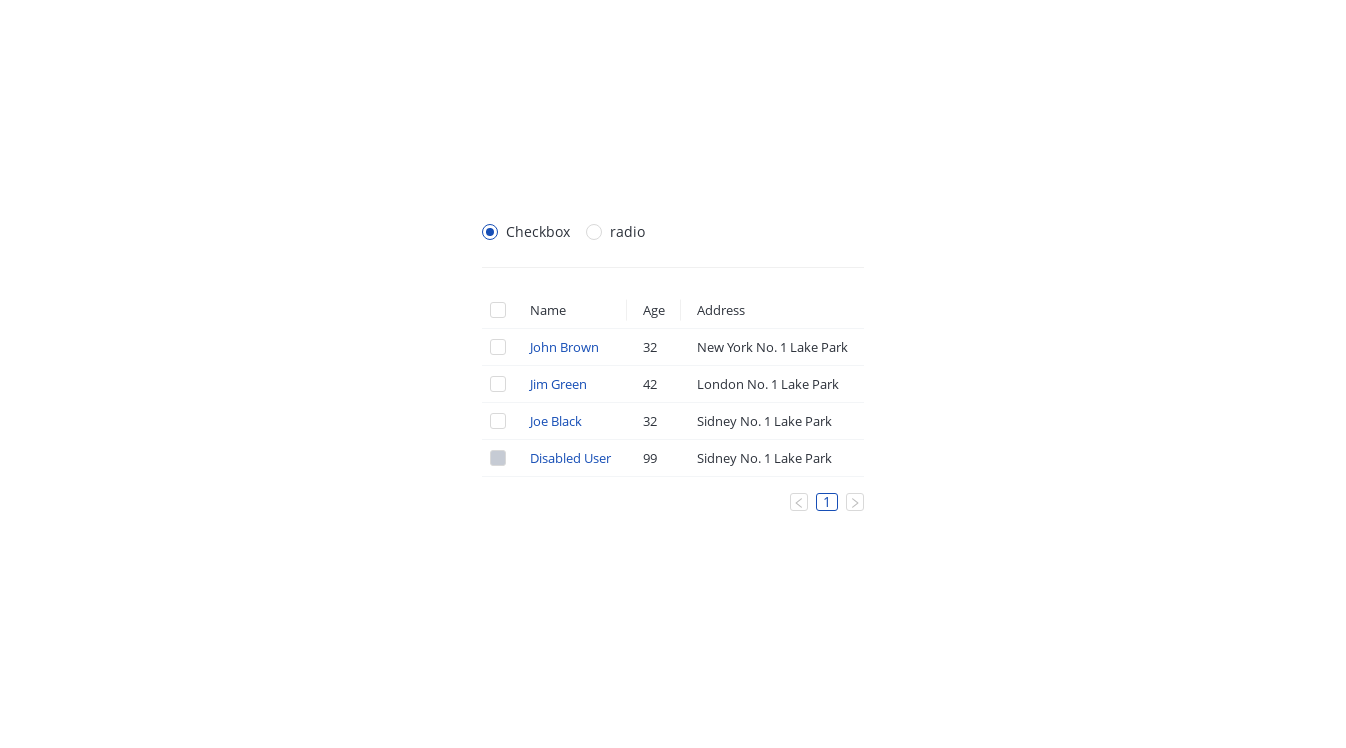 Checkbox radio
Name Age Address
John Brown 32 New York No. 1 Lake Park
Jim Green 42 London No. 1 Lake Park
Joe Black 32 Sidney No. 1 Lake Park
Disabled User 99 Sidney No. 1 Lake Park
1